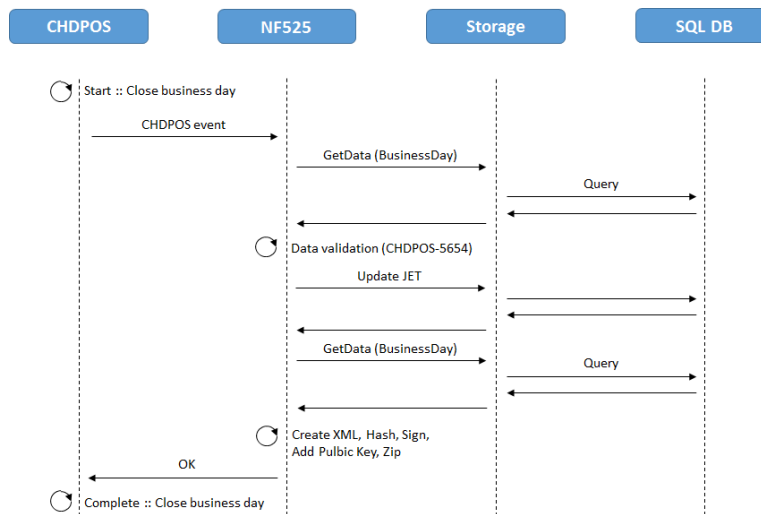 CHDPOS
NF525
Storage
SQL DB
Start :: Close business day
CHDPOS event
GetData (BusinessDay)
Query
Data validation (CHDPOS-5654)
Update JET
GetData (BusinessDay)
Query
Create XML, Hash, Sign,
Add Pulbic Key, Zip
OK
Complete :: Close business day